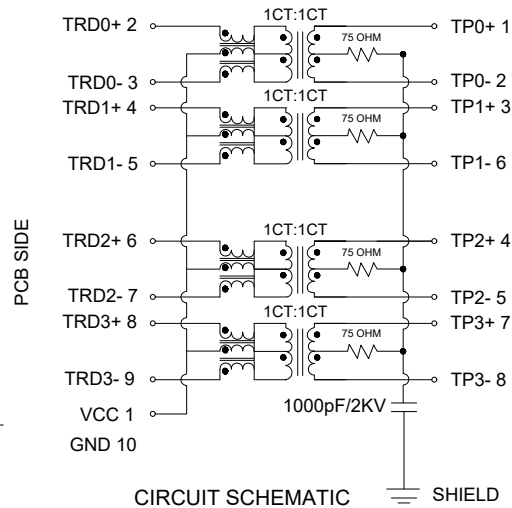 1CT:1CT
TRD0+ 2
TP0+ 1
75 OHM
TRD0- 3
TP0- 2
1CT:1CT
TRD1+ 4
TP1+ 3
75 OHM
TRD1- 5
TP1- 6
PCB SIDE
1CT:1CT
TRD2+ 6
TP2+ 4
75 OHM
TRD2- 7
TP2- 5
1CT:1CT
TRD3+ 8
TP3+ 7
75 OHM
TRD3- 9
TP3- 8
VCC 1
1000pF/2KV
GND 10
CIRCUIT SCHEMATIC
SHIELD